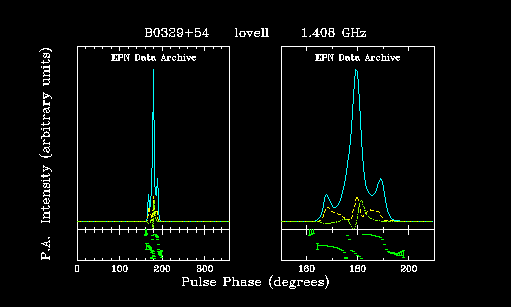 B0329+54 lovell 1.408 GHz
EPN Data Archive EPN Data Archive
P.A. Intensity (arbitrary units)
0 100 200 300 160 180 200
Pulse Phase (degrees)